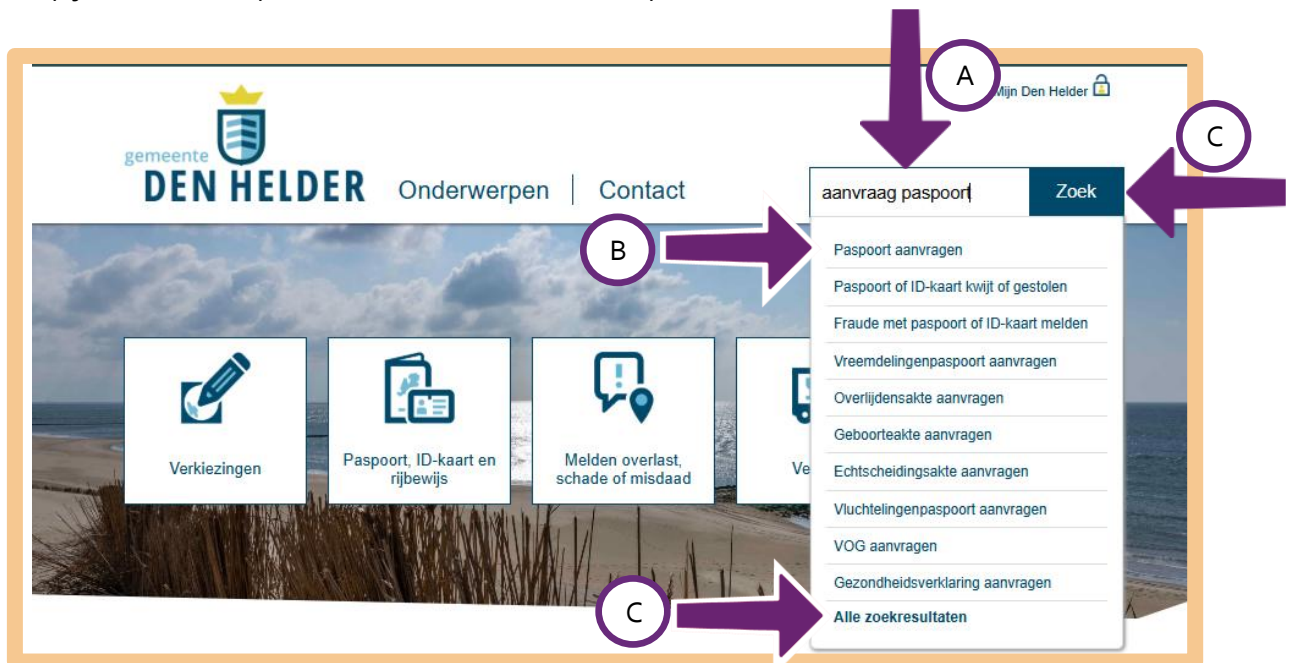 A
Mijn Den Helder
C
gemeente
DEN HELDER
Onderwerpen
Contact
aanvraag paspoort
Zoek
B
Paspoort aanvragen
Paspoort of ID-kaart kwijt of gestolen
Fraude met paspoort of ID-kaart melden
Vreemdelingenpaspoort aanvragen
Overlijdensakte aanvragen
Geboorteakte aanvragen
Echtscheidingsakte aanvragen
Vluchtelingenpaspoort aanvragen
VOG aanvragen
Gezondheidsverklaring aanvragen
Alle zoekresultaten
Verkiezingen
Paspoort, ID-kaart en
rijbewijs
Melden overlast,
schade of misdaad
Ve
C